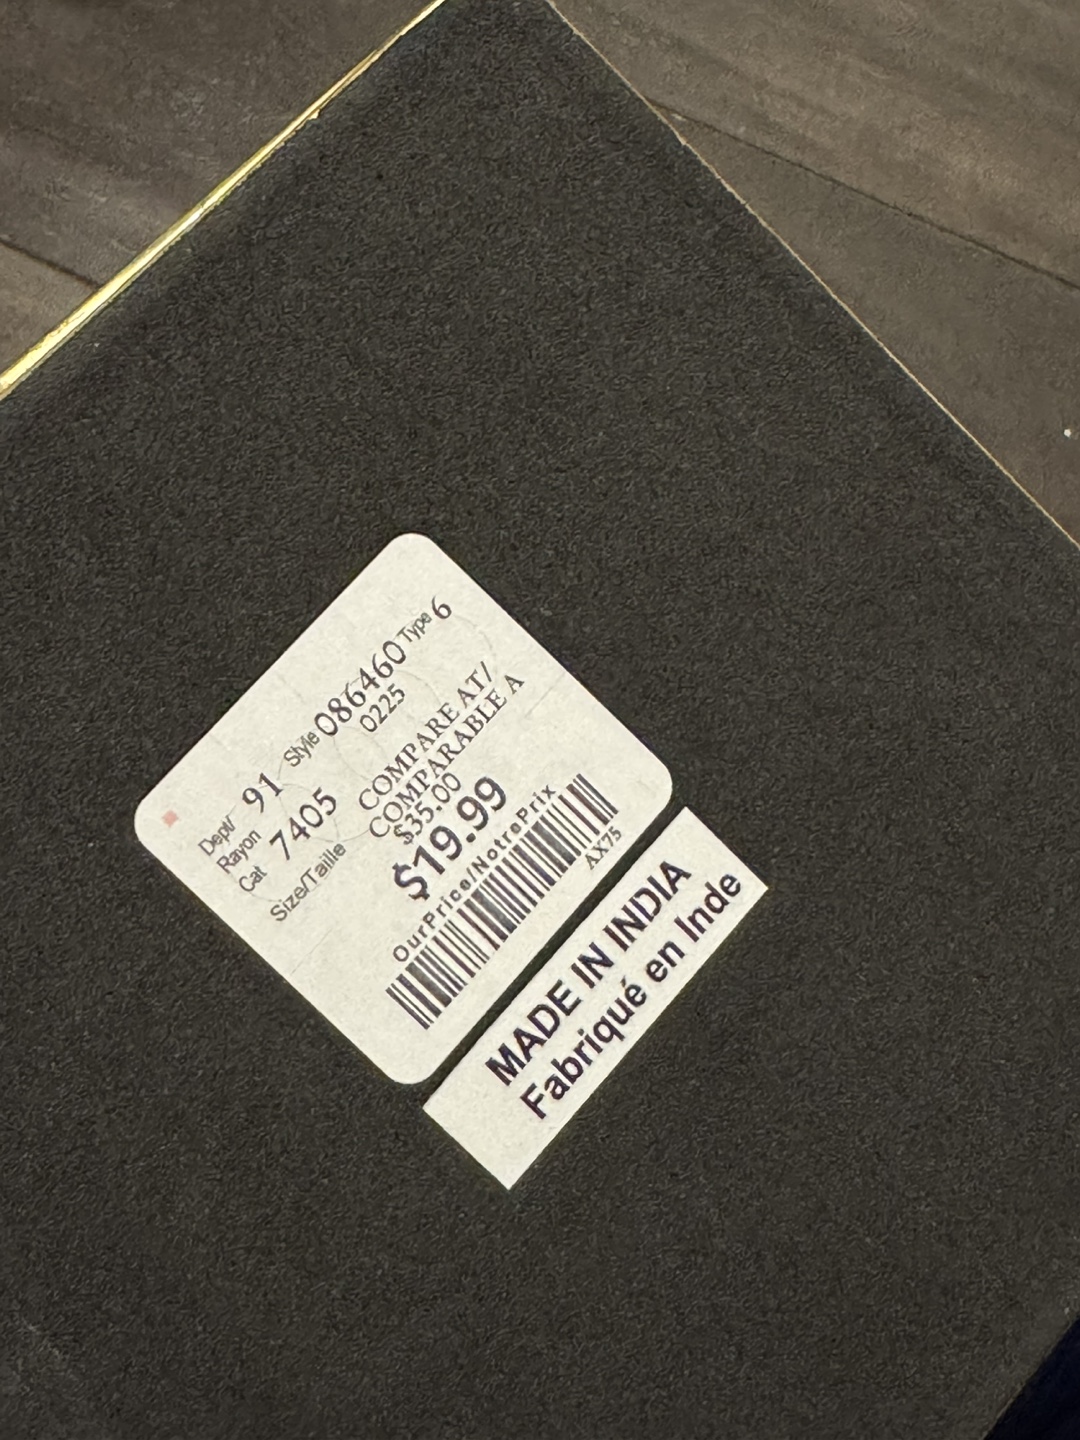 Dept/ 91 Style 086460 Type 6
Rayon
Cat 7405 0225
Size/Taille
COMPARE AT/
COMPARABLE A
$35.00
$19.99
OurPrice/NotrePrix
AX75
MADE IN INDIA
Fabriqué en Inde